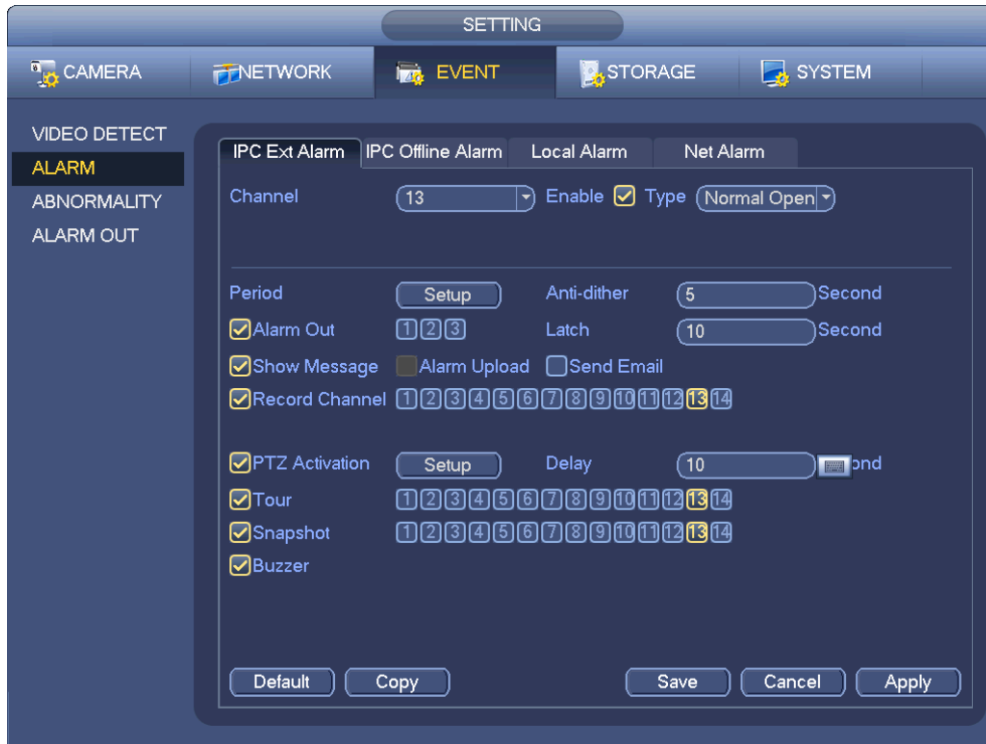 SETTING
CAMERA NETWORK EVENT STORAGE SYSTEM
VIDEO DETECT
ALARM
ABNORMALITY
ALARM OUT
IPC Ext Alarm IPC Offline Alarm Local Alarm Net Alarm
Channel 13 Enable Type Normal Open
Period Setup Anti-dither 5 Second
Alarm Out 1 2 3 Latch 10 Second
Show Message Alarm Upload Send Email
Record Channel 1 2 3 4 5 6 7 8 9 10 11 12 13 14
PTZ Activation Setup Delay 10 ond
Tour 1 2 3 4 5 6 7 8 9 10 11 12 13 14
Snapshot 1 2 3 4 5 6 7 8 9 10 11 12 13 14
Buzzer
Default Copy Save Cancel Apply